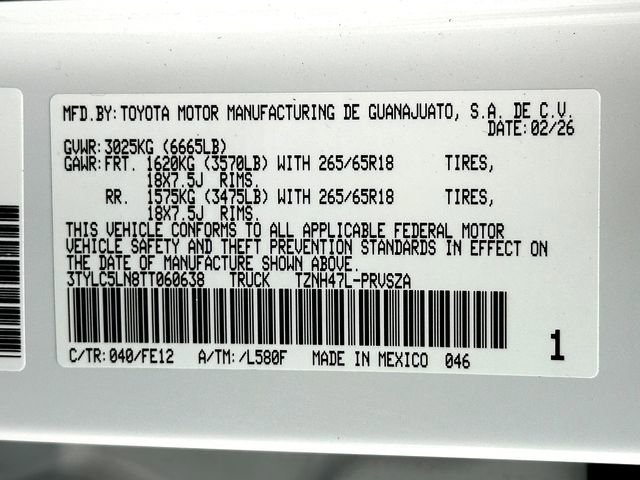 MFD.BY: TOYOTA MOTOR MANUFACTURING DE GUANAJUATO, S.A. DE C.V.
DATE: 02/26
GVWR: 3025KG (6665LB)
GAWR: FRT. 1620KG (3570LB) WITH 265/65R18 TIRES,
18X7.5J RIMS.
RR. 1575KG (3475LB) WITH 265/65R18 TIRES,
18X7.5J RIMS.
THIS VEHICLE CONFORMS TO ALL APPLICABLE FEDERAL MOTOR
VEHICLE SAFETY AND THEFT PREVENTION STANDARDS IN EFFECT ON
THE DATE OF MANUFACTURE SHOWN ABOVE.
3TYLC5LN8TT060638 TRUCK TZNH47L-PRVSZA
C/TR: 040/FE12 A/TM: /L580F MADE IN MEXICO 046
1